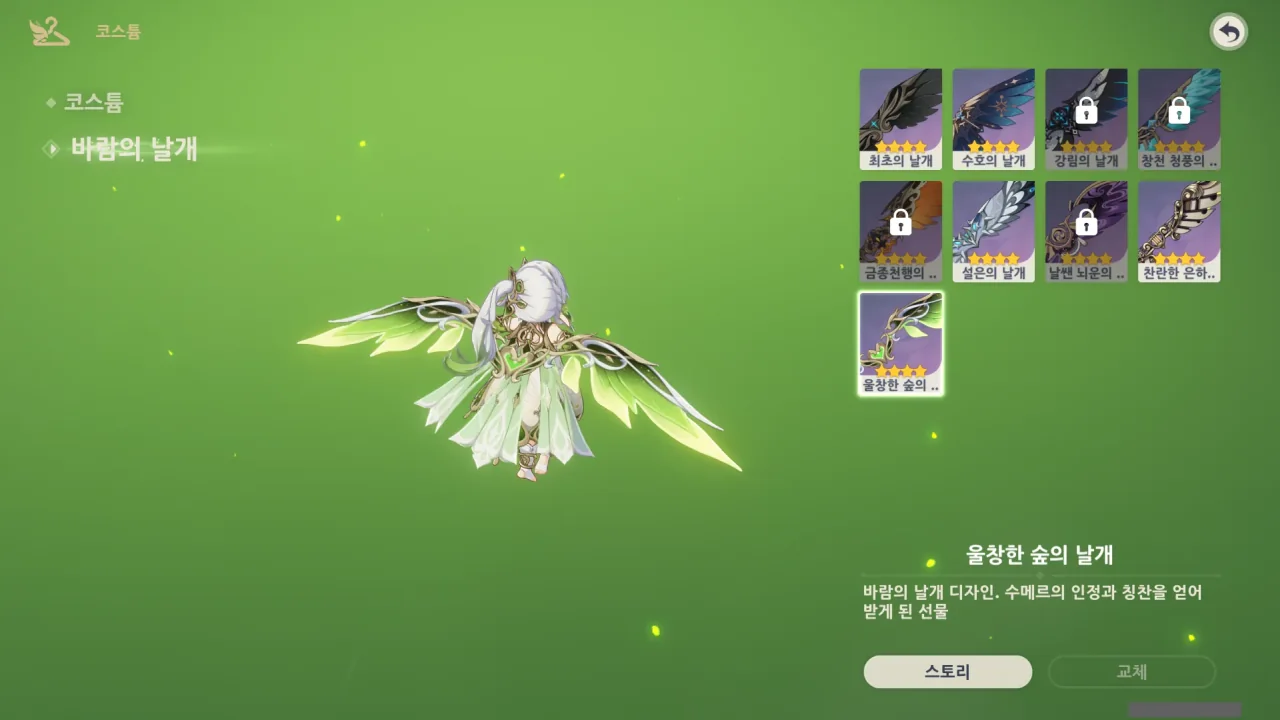 코스튬
코스튬
바람의 날개
최초의 날개
수호의 날개
강림의 날개
창천 청풍의 ..
금종천행의 ..
설은의 날개
날쌘 뇌운의 ..
찬란한 은하..
울창한 숲의 ..
울창한 숲의 날개
바람의 날개 디자인. 수메르의 인정과 칭찬을 얻어
받게 된 선물
스토리
교체